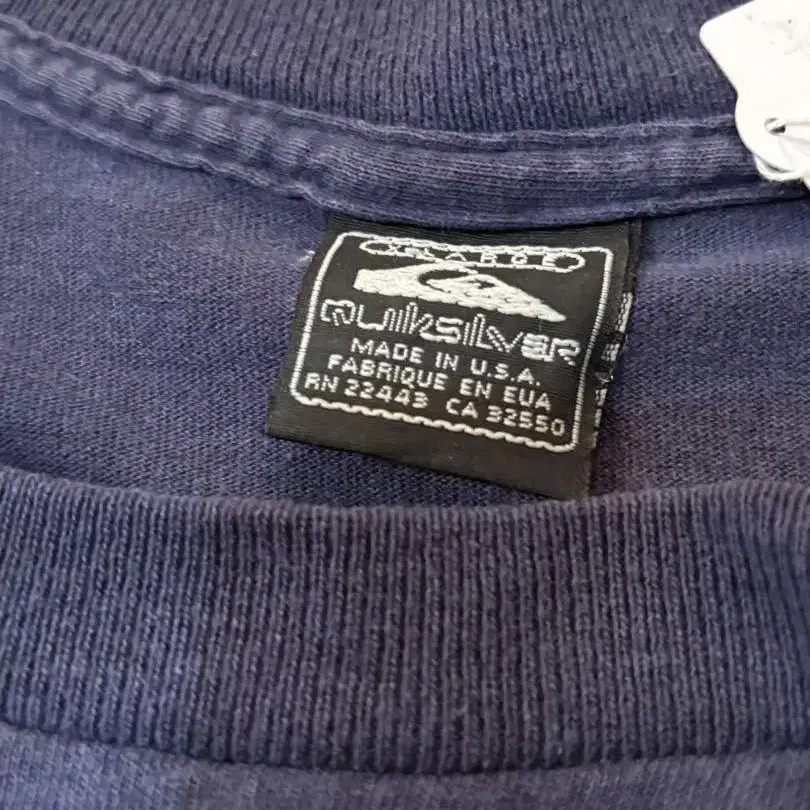 X-LARGE
QUIKSILVER
MADE IN U.S.A.
FABRIQUE EN EUA
RN 22443 CA 32550